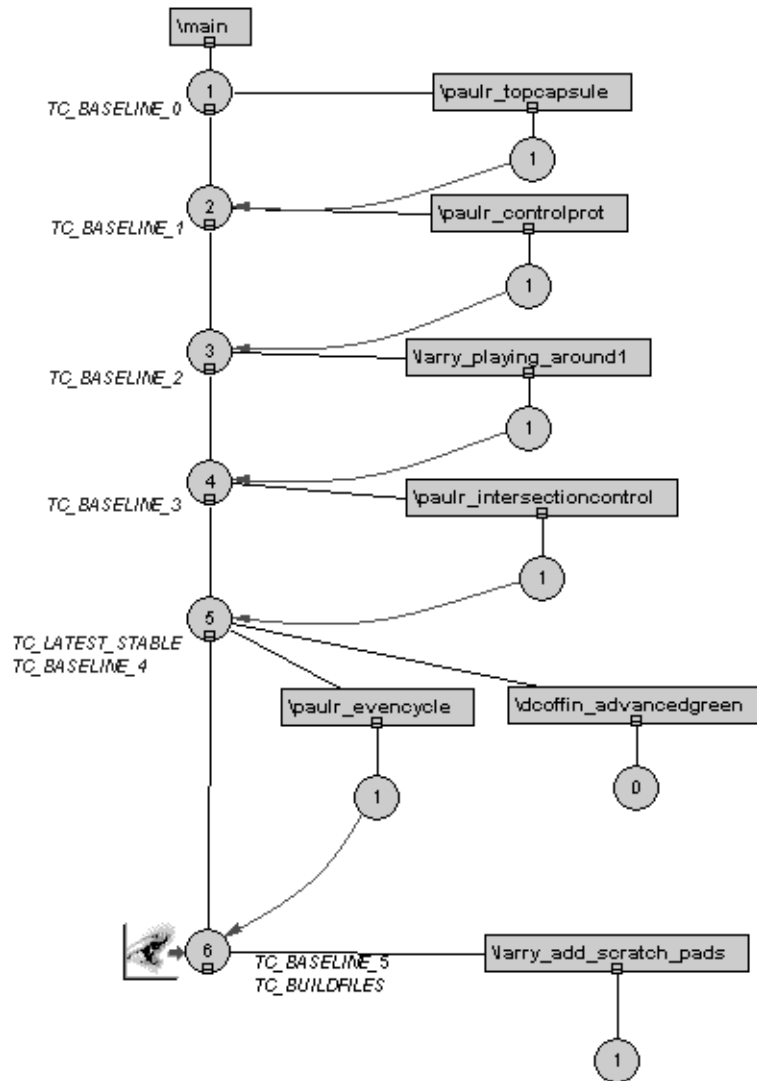 \main
1
\paulr_topcapsule
TC_BASELINE_0
1
2
\paulr_controlprot
TC_BASELINE_1
1
3
\larry_playing_around1
TC_BASELINE_2
1
4
\paulr_intersectioncontrol
TC_BASELINE_3
1
5
TC_LATEST_STABLE
TC_BASELINE_4
\paulr_evencycle
\dcoffin_advancedgreen
1
0
6
TC_BASELINE_5
TC_BUILDFILES
\larry_add_scratch_pads
1